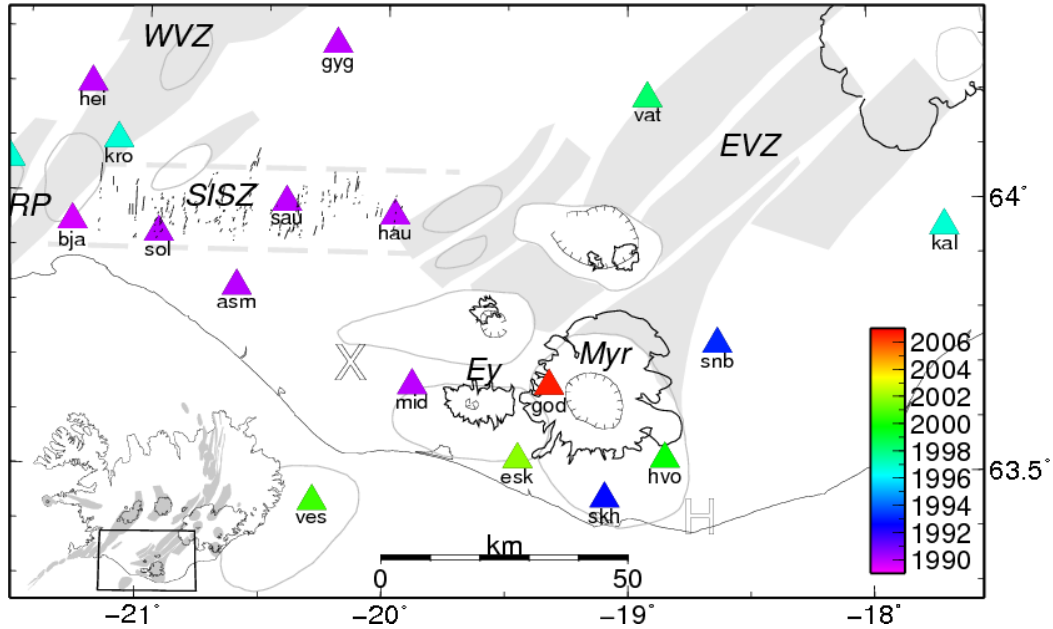 WVZ
gyg
hei
vat
kro
EVZ
RP
SISZ
64°
bja
sol
sau
hau
kal
asm
X
Ey
Myr
snb
mid
god
2006
2004
2002
2000
1998
1996
1994
1992
1990
63.5°
esk
hvo
ves
skh
H
km
0
50
-21°
-20°
-19°
-18°